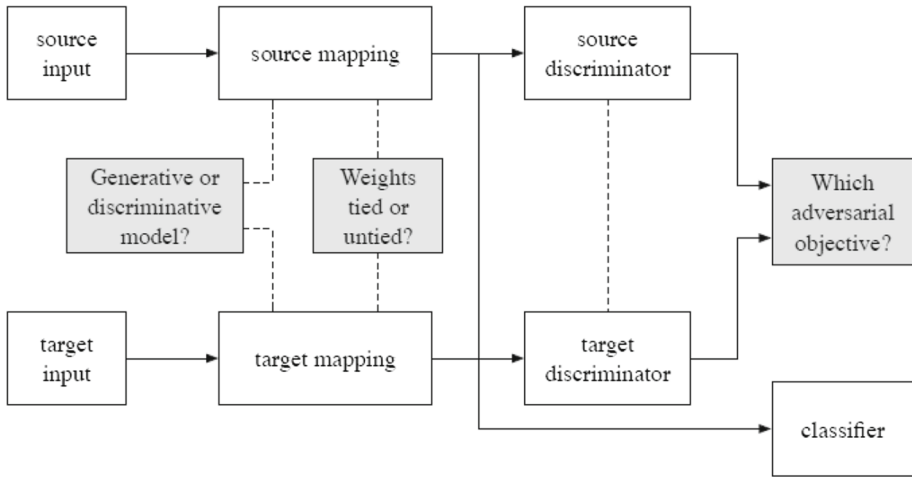 source
input
source mapping
source
discriminator
Generative or
discriminative
model?
Weights
tied or
untied?
Which
adversarial
objective?
target
input
target mapping
target
discriminator
classifier